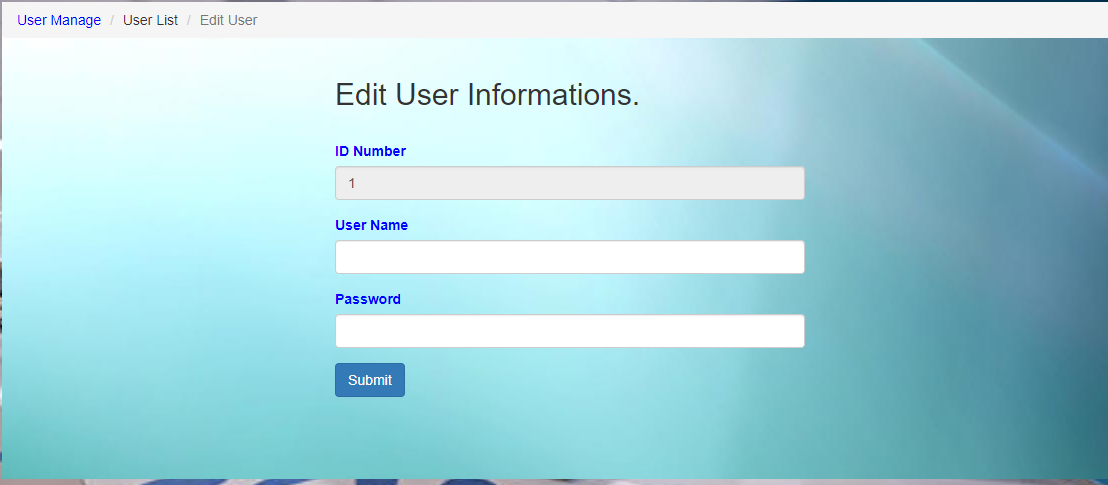 User Manage / User List / Edit User
Edit User Informations.
ID Number
1
User Name
Password
Submit